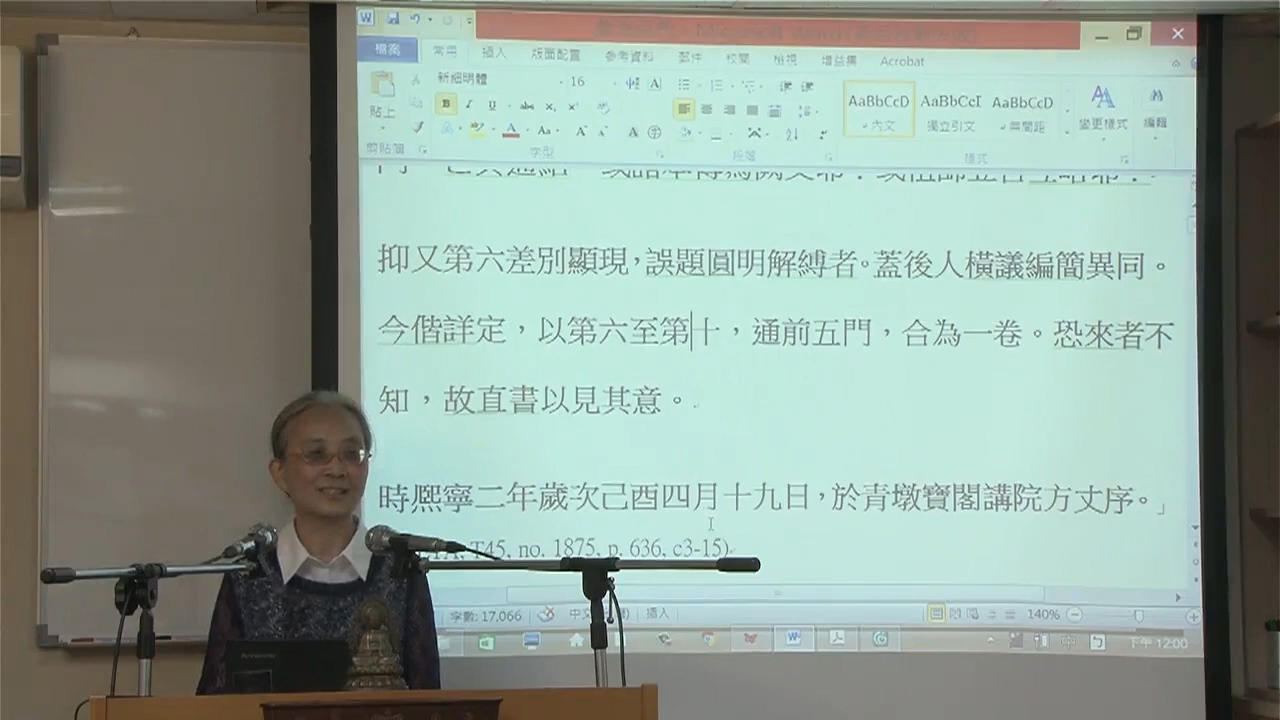 檔案 常用 插入 版面配置 參考資料 郵件 校閱 檢視 增益集 Acrobat
新細明體 16
貼上
AaBbCcD AaBbCcI AaBbCcD
內文 獨立引文 無間距 變更樣式 編輯
剪貼簿 字型 段落 樣式
抑又第六差別顯現，誤題圓明解縛者。蓋後人橫議編簡異同。
今偕詳定，以第六至第十，通前五門，合為一卷。恐來者不
知，故直書以見其意。
時熈寧二年歲次己酉四月十九日，於青墩寶閣講院方丈序。」
T45, no. 1875, p. 636, c3-15)
字數: 17,066 插入 140%
下午 12:00